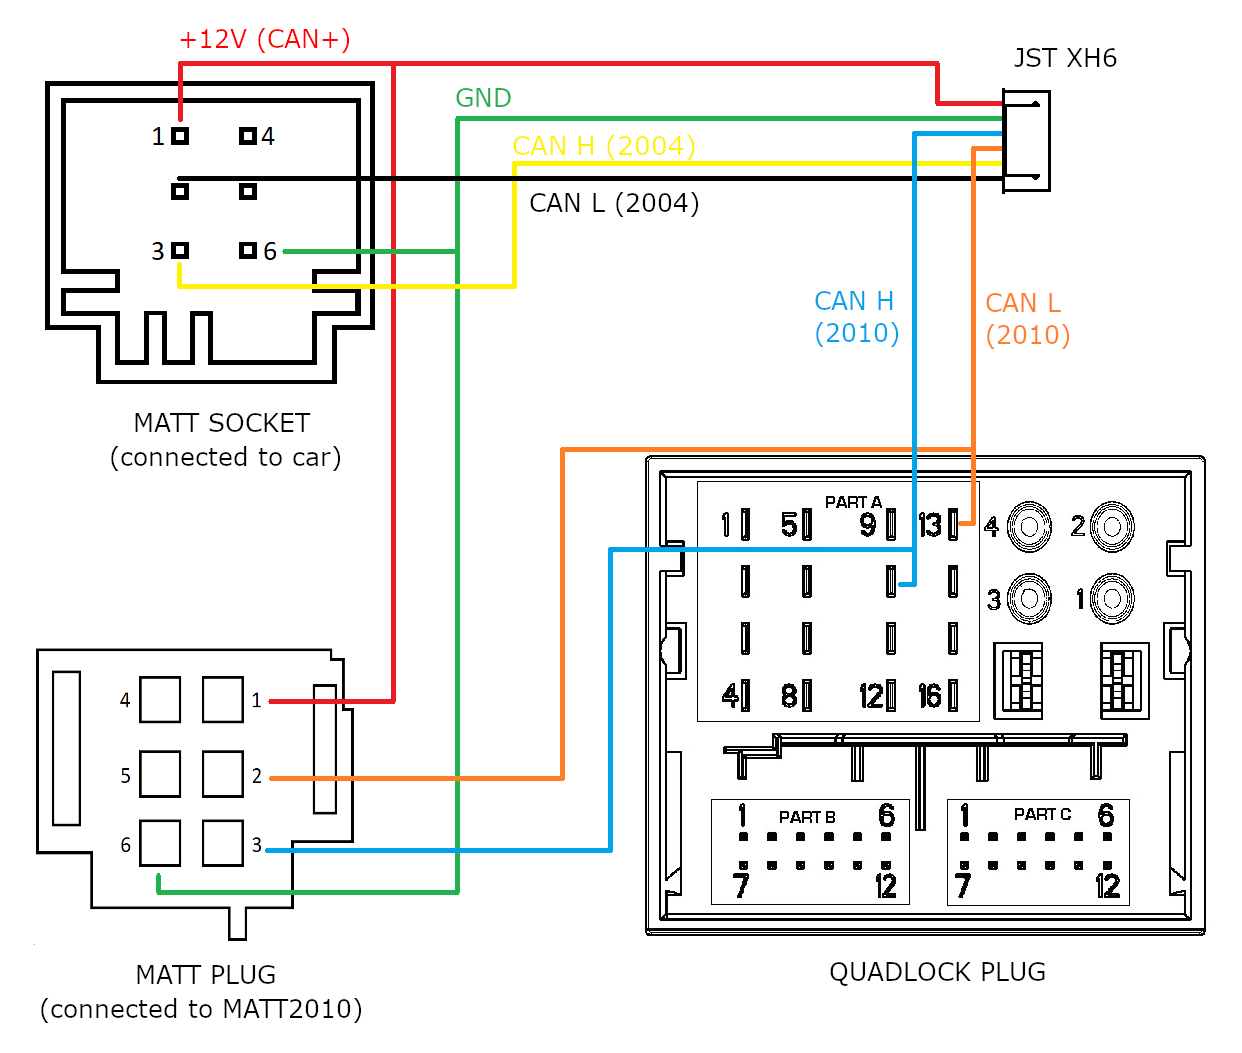 +12V (CAN+)
JST XH6
GND
1 4
CAN H (2004)
CAN L (2004)
3 6
CAN H
(2010)
CAN L
(2010)
MATT SOCKET
(connected to car)
PART A
1 5 9 13 4 2
3 1
4 8 12 16
4 1
5 2
6 3
1 PART B 6
7 12
1 PART C 6
7 12
MATT PLUG
(connected to MATT2010)
QUADLOCK PLUG